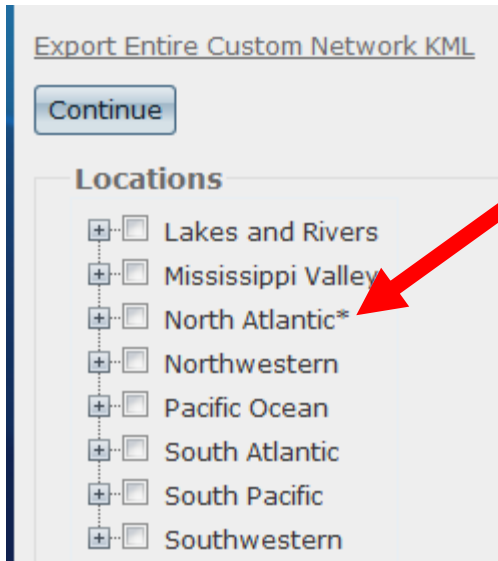 Export Entire Custom Network KML
Continue
Locations
Lakes and Rivers
Mississippi Valley
North Atlantic*
Northwestern
Pacific Ocean
South Atlantic
South Pacific
Southwestern